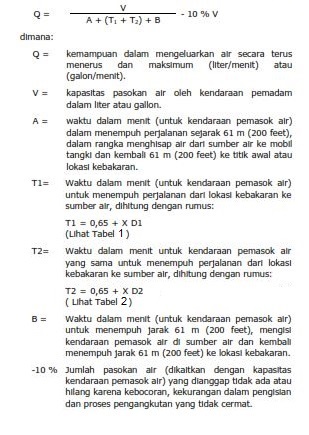 V
Q = A + (T₁ + T₂) + B - 10 % V
dimana:
Q = kemampuan dalam mengeluarkan air secara terus
menerus dan maksimum (liter/menit) atau
(galon/menit).
V = kapasitas pasokan air oleh kendaraan pemadam
dalam liter atau gallon.
A = waktu dalam menit (untuk kendaraan pemasok air)
dalam menempuh perjalanan sejarak 61 m (200 feet),
dalam rangka menghisap air dari sumber air ke mobil
tangki dan kembali 61 m (200 feet) ke titik awal atau
lokasi kebakaran.
T1= Waktu dalam menit (untuk kendaraan pemasok air)
untuk menempuh perjalanan dari lokasi kebakaran ke
sumber air, dihitung dengan rumus:
T1 = 0,65 + X D1
(Lihat Tabel 1 )
T2= Waktu dalam menit untuk kendaraan pemasok air
yang sama untuk menempuh perjalanan dari lokasi
kebakaran ke sumber air, dihitung dengan rumus:
T2 = 0,65 + X D2
( Lihat Tabel 2 )
B = Waktu dalam menit (untuk kendaraan pemasok air)
untuk menempuh jarak 61 m (200 feet), mengisi
kendaraan pemasok air di sumber air dan kembali
menempuh jarak 61 m (200 feet) ke lokasi kebakaran.
-10 % Jumlah pasokan air (dikaitkan dengan kapasitas
kendaraan pemasok air) yang dianggap tidak ada atau
hilang karena kebocoran, kekurangan dalam pengisian
dan proses pengangkutan yang tidak cermat.